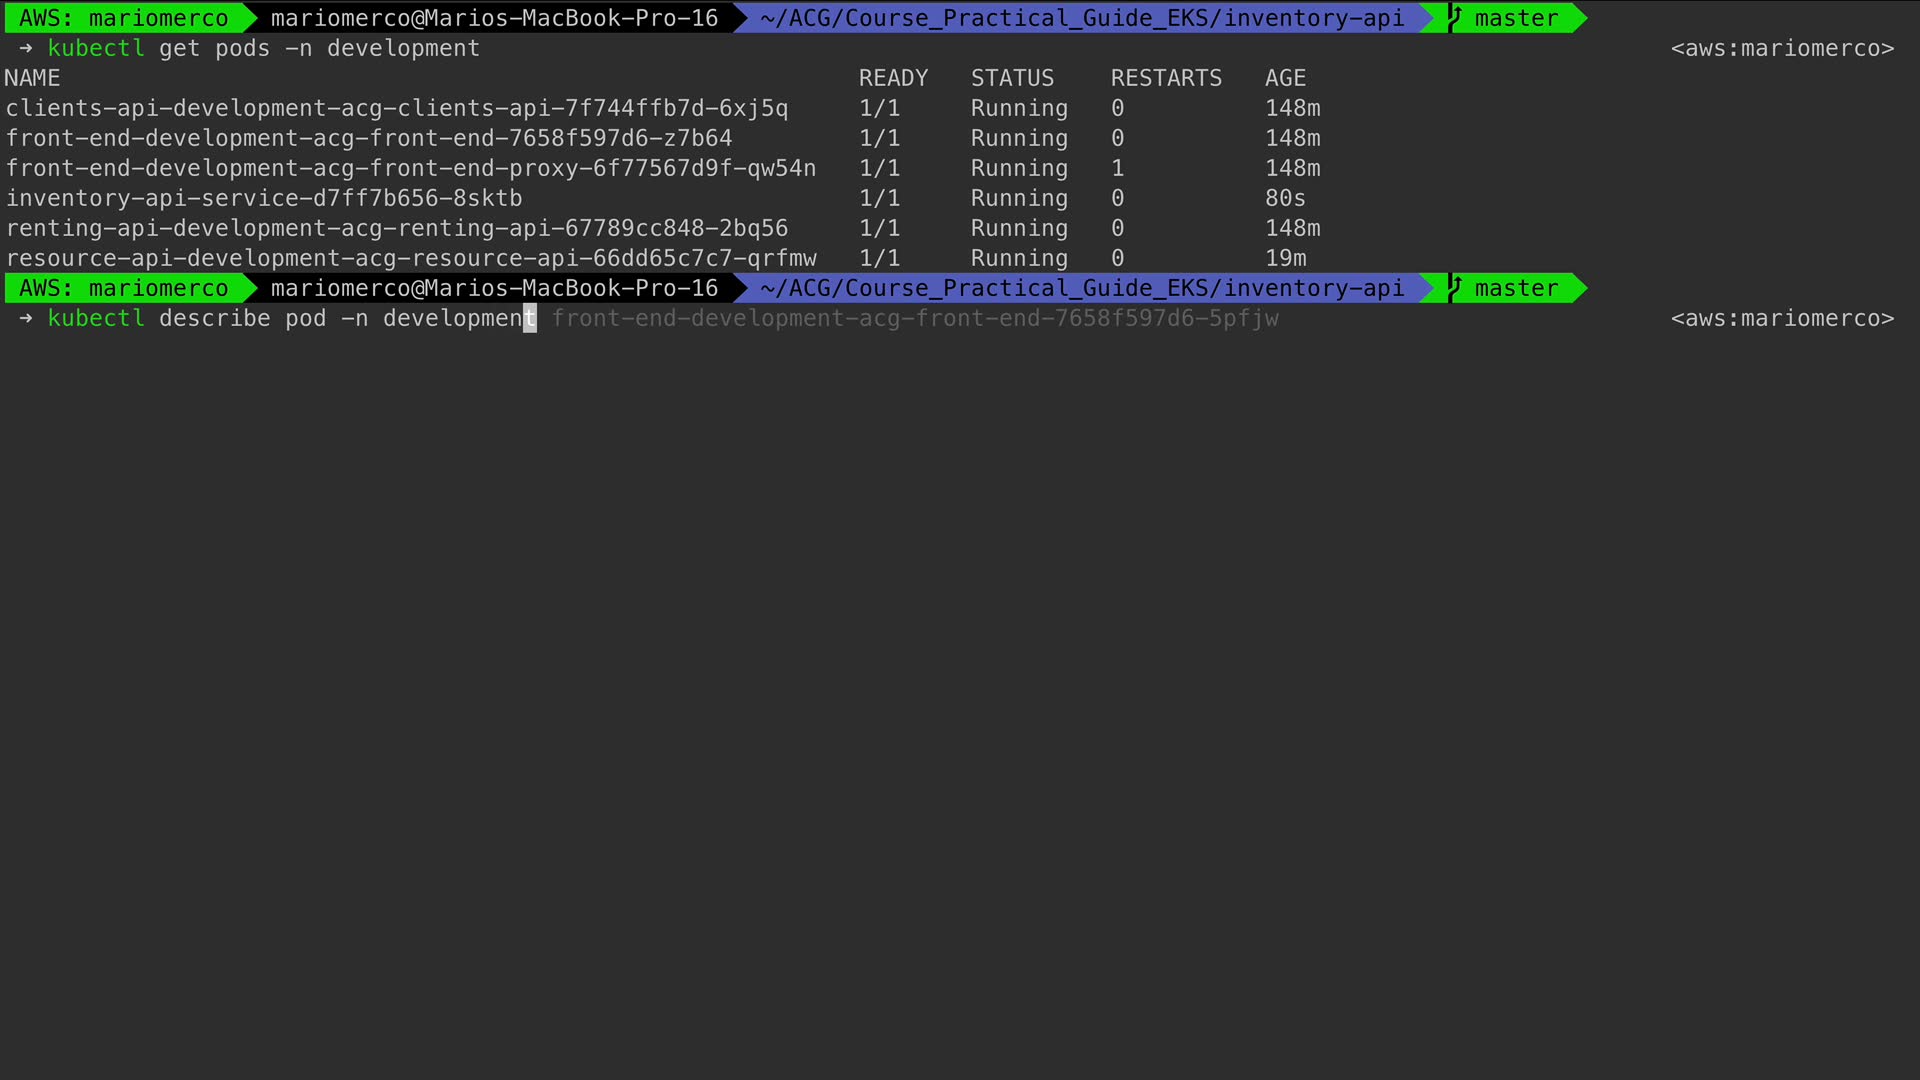 AWS: mariomerco mariomerco@Marios-MacBook-Pro-16 ~/ACG/Course_Practical_Guide_EKS/inventory-api master
→ kubectl get pods -n development <aws:mariomerco>
NAME READY STATUS RESTARTS AGE
clients-api-development-acg-clients-api-7f744ffb7d-6xj5q 1/1 Running 0 148m
front-end-development-acg-front-end-7658f597d6-z7b64 1/1 Running 0 148m
front-end-development-acg-front-end-proxy-6f77567d9f-qw54n 1/1 Running 1 148m
inventory-api-service-d7ff7b656-8sktb 1/1 Running 0 80s
renting-api-development-acg-renting-api-67789cc848-2bq56 1/1 Running 0 148m
resource-api-development-acg-resource-api-66dd65c7c7-qrfmw 1/1 Running 0 19m
AWS: mariomerco mariomerco@Marios-MacBook-Pro-16 ~/ACG/Course_Practical_Guide_EKS/inventory-api master
→ kubectl describe pod -n development front-end-development-acg-front-end-7658f597d6-5pfjw <aws:mariomerco>